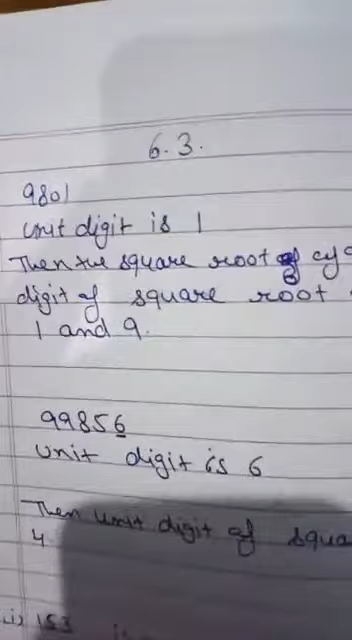 6.3.
9801
Unit digit is 1
Then the square root of
digit of square root
1 and 9.
99856
Unit digit is 6
Then unit digit of
4
153